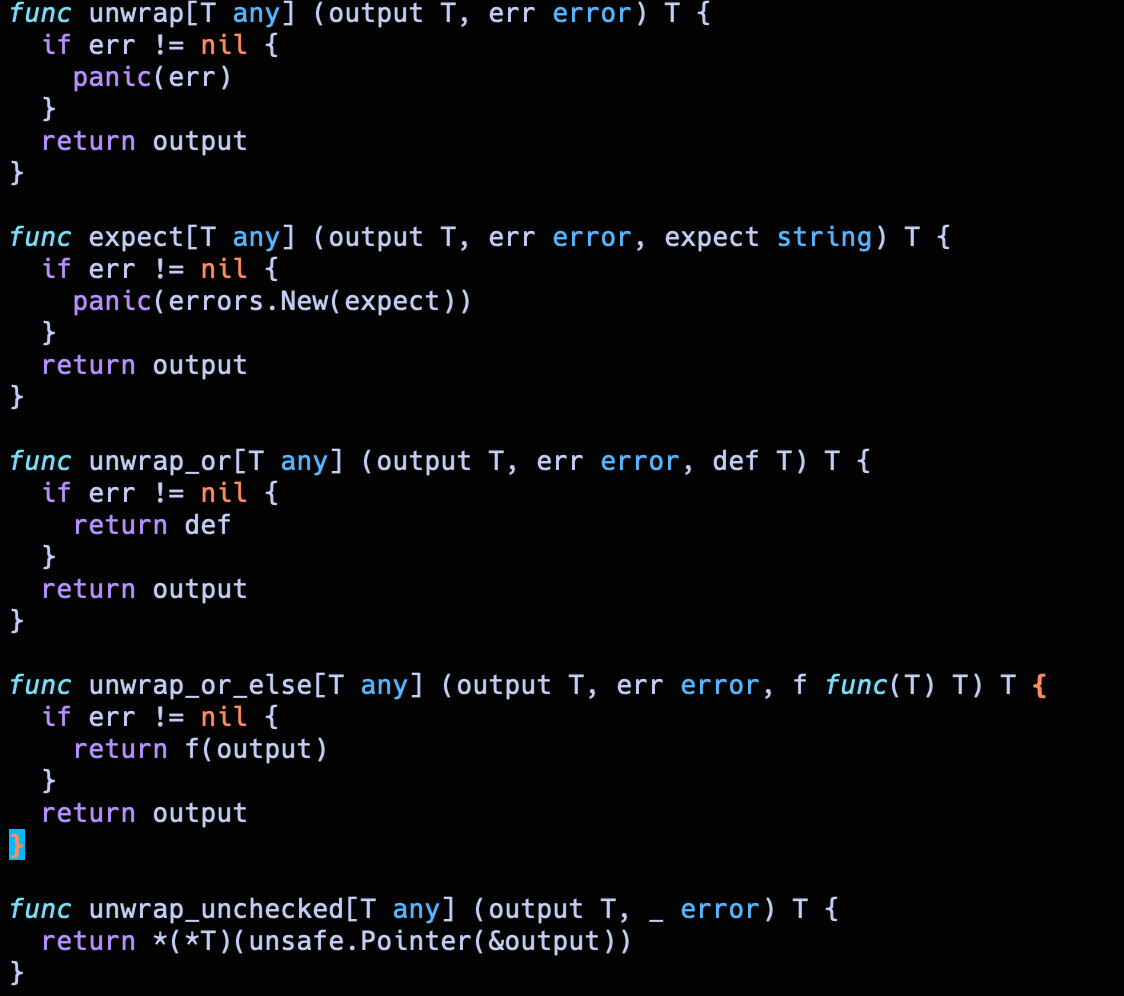 func unwrap[T any] (output T, err error) T {
  if err != nil {
    panic(err)
  }
  return output
}

func expect[T any] (output T, err error, expect string) T {
  if err != nil {
    panic(errors.New(expect))
  }
  return output
}

func unwrap_or[T any] (output T, err error, def T) T {
  if err != nil {
    return def
  }
  return output
}

func unwrap_or_else[T any] (output T, err error, f func(T) T) T {
  if err != nil {
    return f(output)
  }
  return output
}

func unwrap_unchecked[T any] (output T, _ error) T {
  return *(*T)(unsafe.Pointer(&output))
}